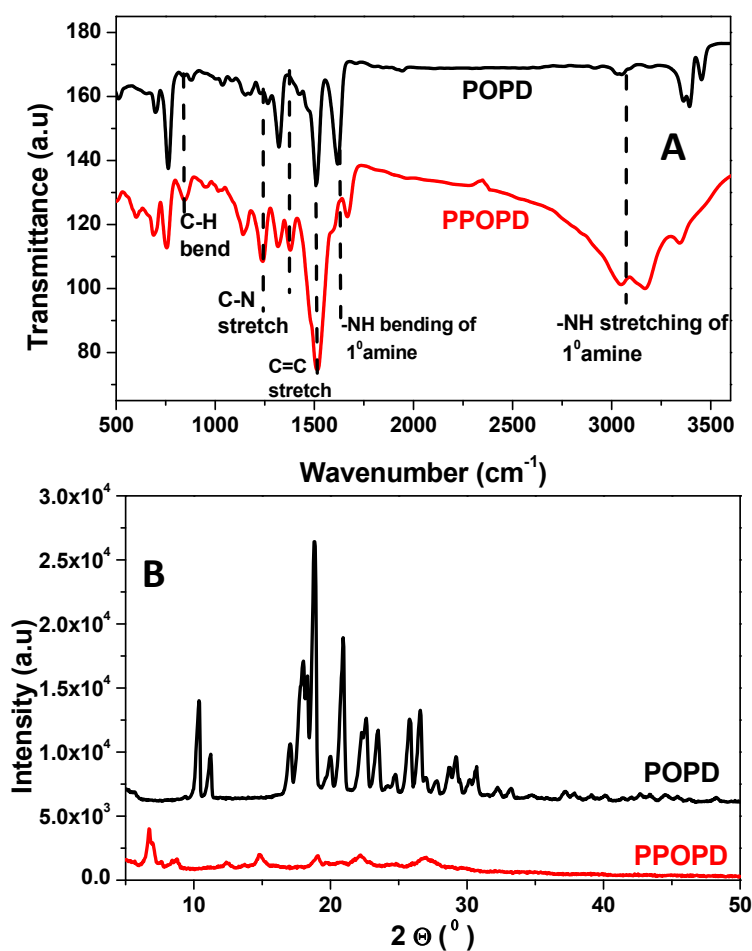 180
160
140
120
100
80
Transmittance (a.u)
POPD
A
PPOPD
C-H
bend
C-N
stretch
C=C
stretch
-NH bending of
1⁰amine
-NH stretching of
1⁰amine
500 1000 1500 2000 2500 3000 3500
Wavenumber (cm⁻¹)
3.0x10⁴
2.5x10⁴
2.0x10⁴
1.5x10⁴
1.0x10⁴
5.0x10³
0.0
Intensity (a.u)
B
POPD
PPOPD
10 20 30 40 50
2 Θ (⁰)